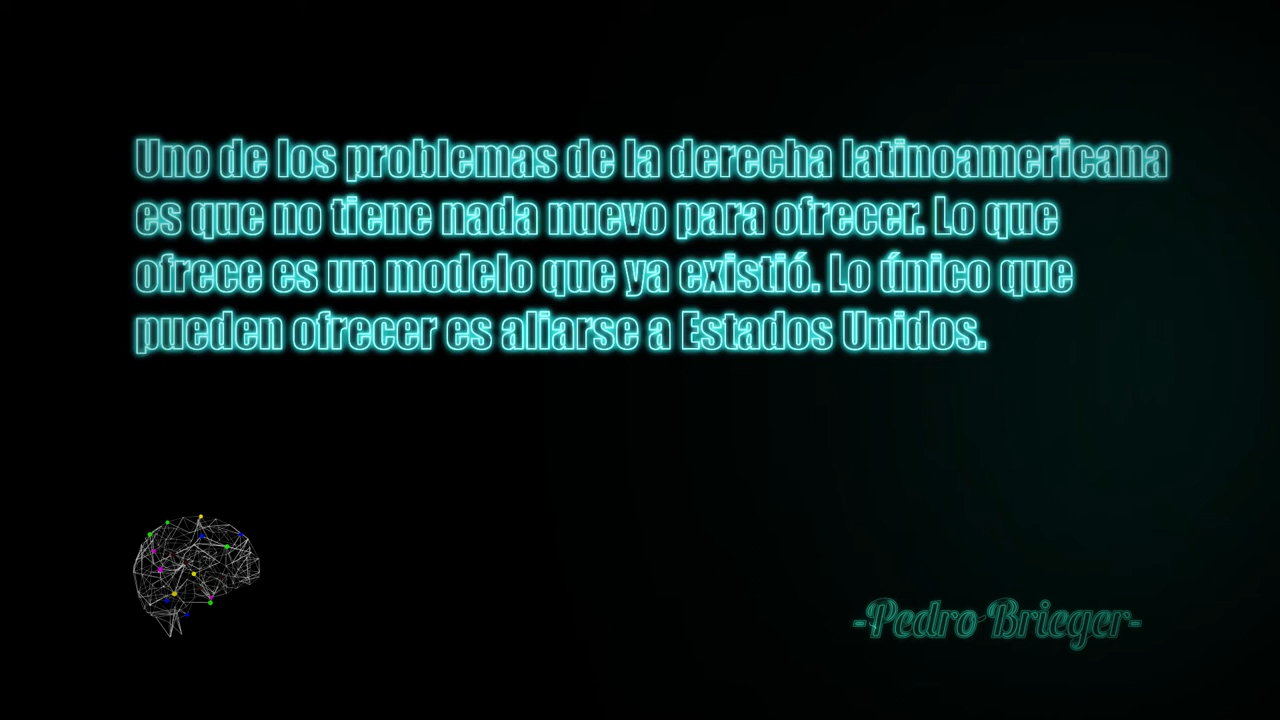 Uno de los problemas de la derecha latinoamericana
es que no tiene nada nuevo para ofrecer. Lo que
ofrece es un modelo que ya existió. Lo único que
pueden ofrecer es aliarse a Estados Unidos.
-Pedro Brieger-